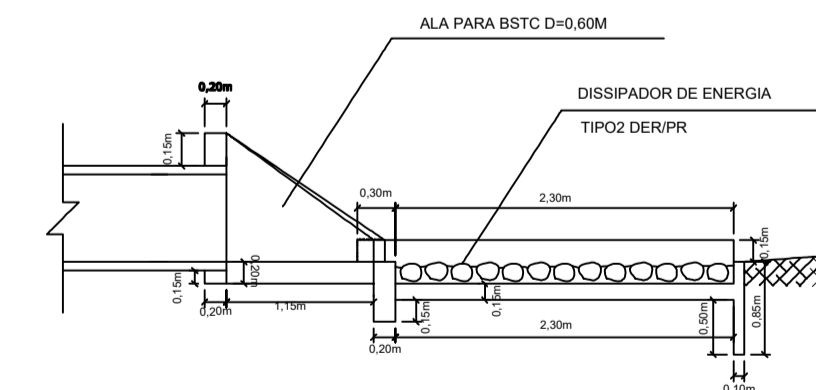 ALA PARA BSTC D=0,60M
0,20m
DISSIPADOR DE ENERGIA
TIPO2 DER/PR
0,15m
0,30m
2,30m
0,15m
0,20m
0,15m
0,15m
0,20m
1,15m
0,15m
0,50m
0,85m
0,20m
2,30m
0,10m